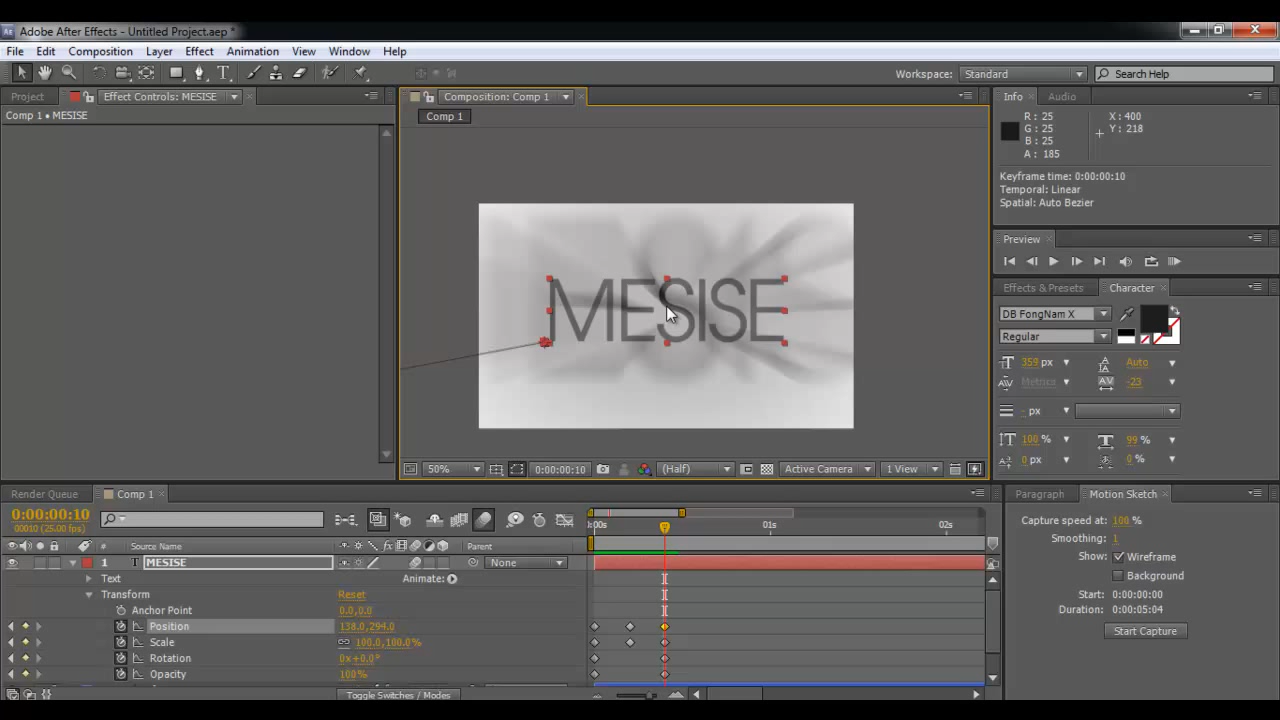 Adobe After Effects - Untitled Project.aep *
File Edit Composition Layer Effect Animation View Window Help
Workspace: Standard Search Help
Project Effect Controls: MESISE Composition: Comp 1 Info Audio
Comp 1 • MESISE
Comp 1
R: 25 X: 400
G: 25 Y: 218
B: 25
A: 185
Keyframe time: 0:00:00:10
Temporal: Linear
Spatial: Auto Bezier
Preview
Effects & Presets Character
DB FongNam X
Regular
MESISE
359 px Auto
Metrics -23
- px
100 % 99 %
0 px 0 %
50% 0:00:00:10 (Half) Active Camera 1 View
Render Queue Comp 1
Paragraph Motion Sketch
0:00:00:10
00010 (25.00 fps)
:00s 01s 02s
Capture speed at: 100 %
Smoothing: 1
Show: Wireframe
Background
Start: 0:00:00:00
Duration: 0:00:05:04
Start Capture
# Source Name Parent
1 T MESISE None
Text Animate:
Transform Reset
Anchor Point 0.0,0.0
Position 138.0,294.0
Scale 100.0,100.0%
Rotation 0x+0.0°
Opacity 100%
Toggle Switches / Modes